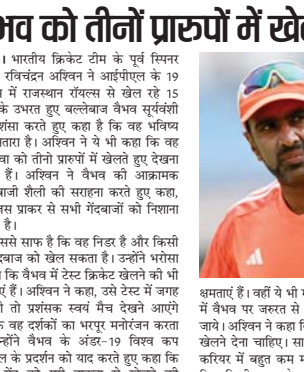 भव को तीनों प्रारुपों में खेल
। भारतीय क्रिकेट टीम के पूर्व स्पिनर
रविचंद्रन अश्विन ने आईपीएल के 19
में राजस्थान रॉयल्स से खेल रहे 15
के उभरत हुए बल्लेबाज वैभव सूर्यवंशी
शंसा करते हुए कहा है कि वह भविष्य
सतारा है। अश्विन ने ये भी कहा कि वह
वा को तीनो प्रारुपों में खेलते हुए देखना
हैं। अश्विन ने वैभव की आक्रामक
बाजी शैली की सराहना करते हुए कहा,
जस प्राकर से सभी गेंदबाजों को निशाना
है।
ससे साफ है कि वह निडर है और किसी
दबाज को खेल सकता है। उन्होंने भरोसा
कि वैभव में टेस्ट क्रिकेट खेलने की भी
एं हैं। अश्विन ने कहा, उसे टेस्ट में जगह
ी तो प्रशंसक स्वयं मैच देखने आएंगे
क वह दर्शकों का भरपूर मनोरंजन करता
न्होंने वैभव के अंडर-19 विश्व कप
ल के प्रदर्शन को याद करते हुए कहा कि
क्षमताएं हैं। वहीं ये भी म
में वैभव पर जरुरत से
जाये। अश्विन ने कहा कि
खेलने देना चाहिए। सा
करियर में बहुत कम म